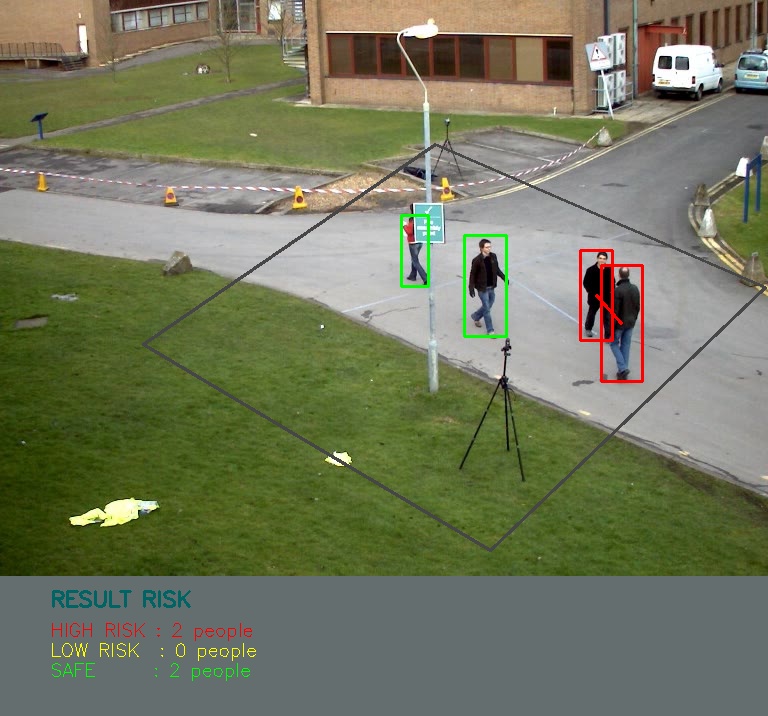 RESULT RISK
HIGH RISK : 2 people
LOW RISK : 0 people
SAFE : 2 people